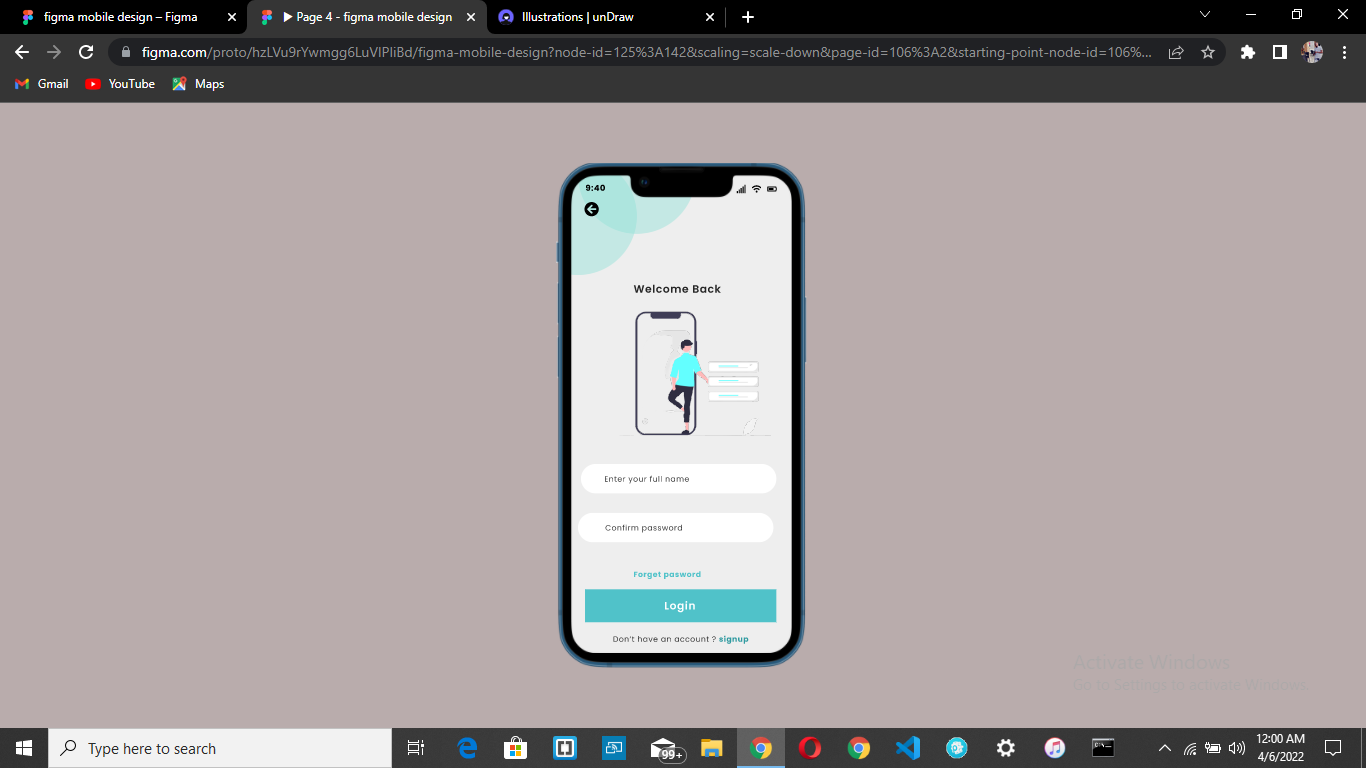 figma mobile design – Figma
Page 4 - figma mobile design
Illustrations | unDraw
figma.com/proto/hzLVu9rYwmgg6LuVlPliBd/figma-mobile-design?node-id=125%3A142&scaling=scale-down&page-id=106%3A2&starting-point-node-id=106%...
Gmail
YouTube
Maps
9:40
Welcome Back
Enter your full name
Confirm password
Forget pasword
Login
Don't have an account ? signup
Activate Windows
Go to Settings to activate Windows.
Type here to search
99+
12:00 AM
4/6/2022